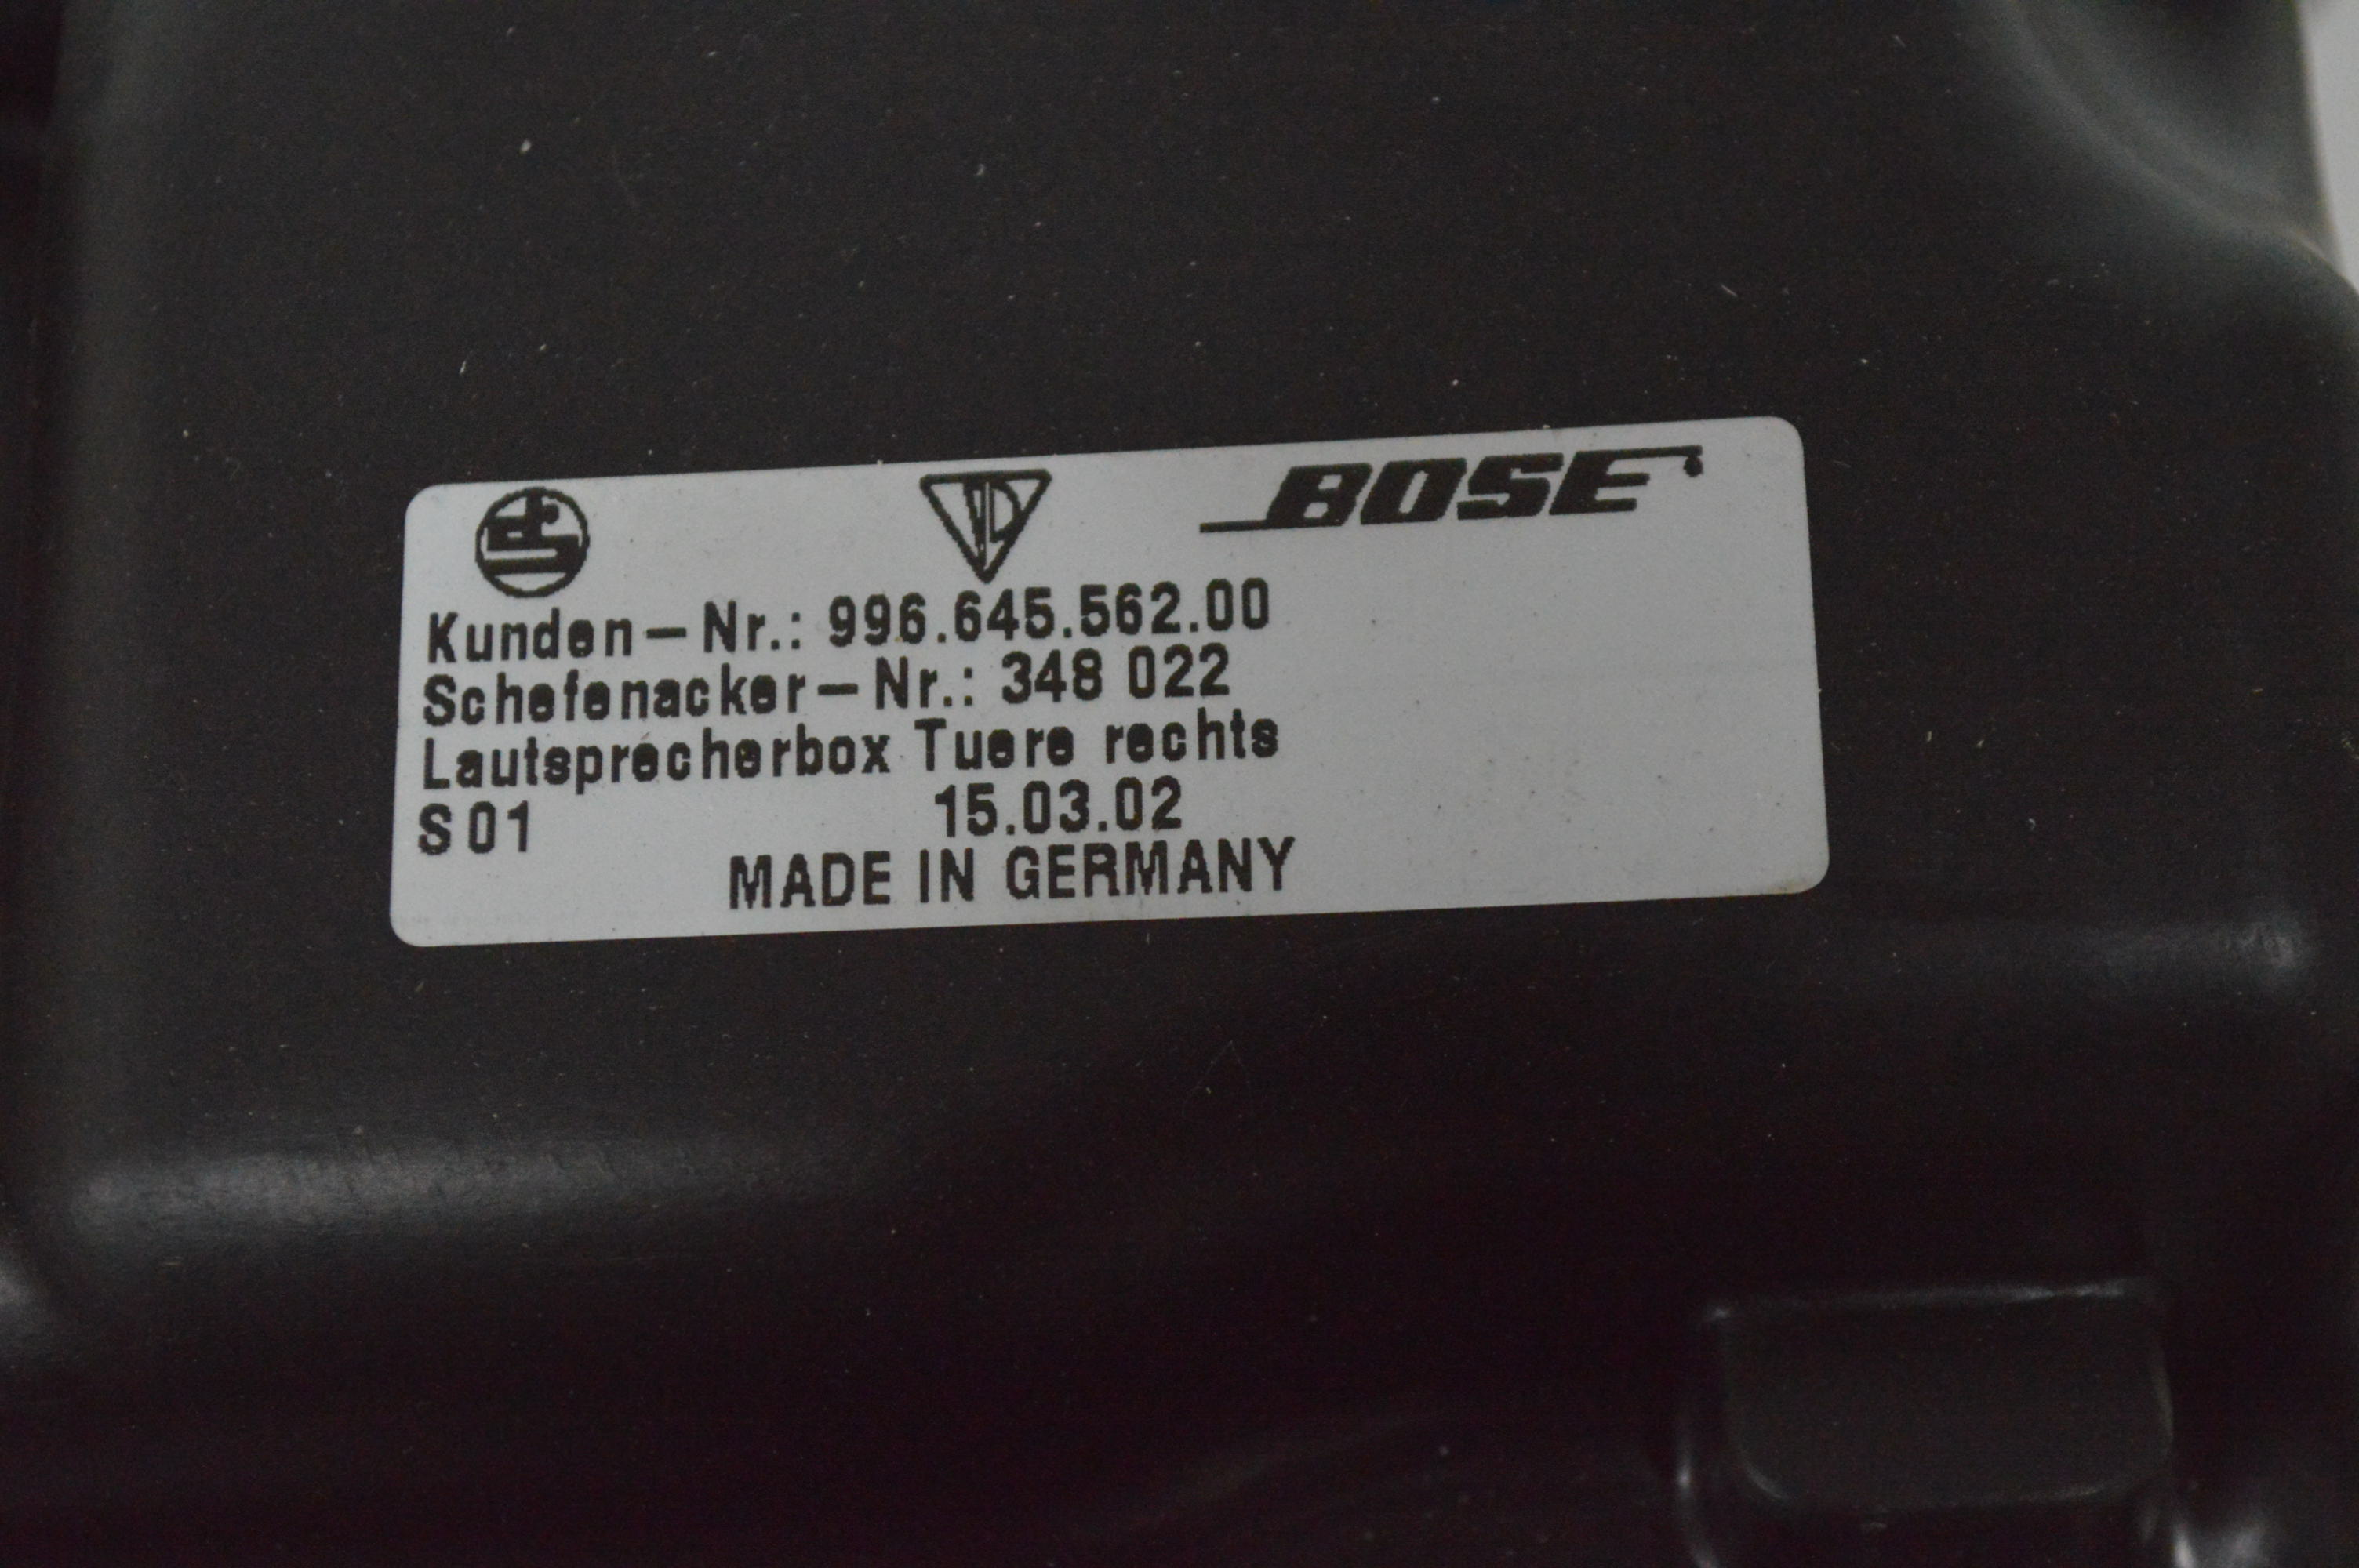 BOSE
Kunden-Nr.: 996.645.562.00
Schefenacker-Nr.: 348 022
Lautsprecherbox Tuere rechts
S01 15.03.02
MADE IN GERMANY